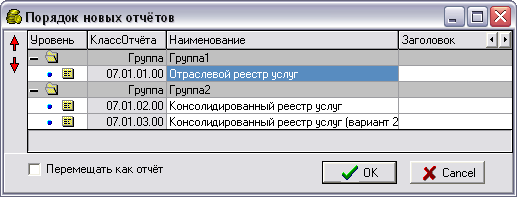 Порядок новых отчётов
Уровень КлассОтчёта Наименование Заголовок
Группа Группа1
07.01.01.00 Отраслевой реестр услуг
Группа Группа2
07.01.02.00 Консолидированный реестр услуг
07.01.03.00 Консолидированный реестр услуг (вариант 2
Перемещать как отчёт
OK
Cancel